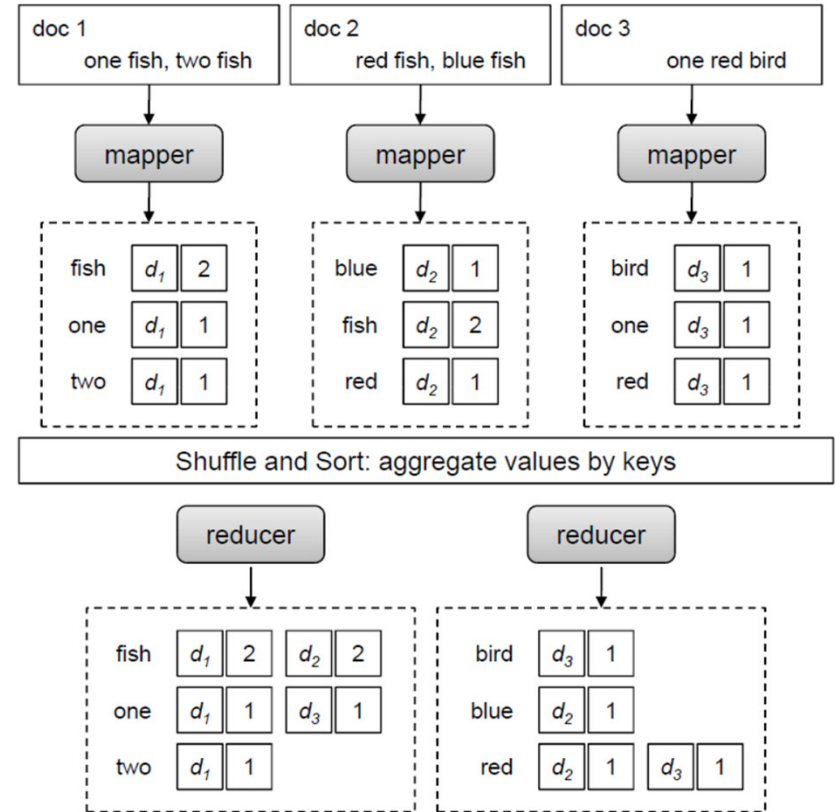 doc 1
one fish, two fish
doc 2
red fish, blue fish
doc 3
one red bird
mapper
mapper
mapper
fish d1 2
one d1 1
two d1 1
blue d2 1
fish d2 2
red d2 1
bird d3 1
one d3 1
red d3 1
Shuffle and Sort: aggregate values by keys
reducer
reducer
fish d1 2 d2 2
one d1 1 d3 1
two d1 1
bird d3 1
blue d2 1
red d2 1 d3 1